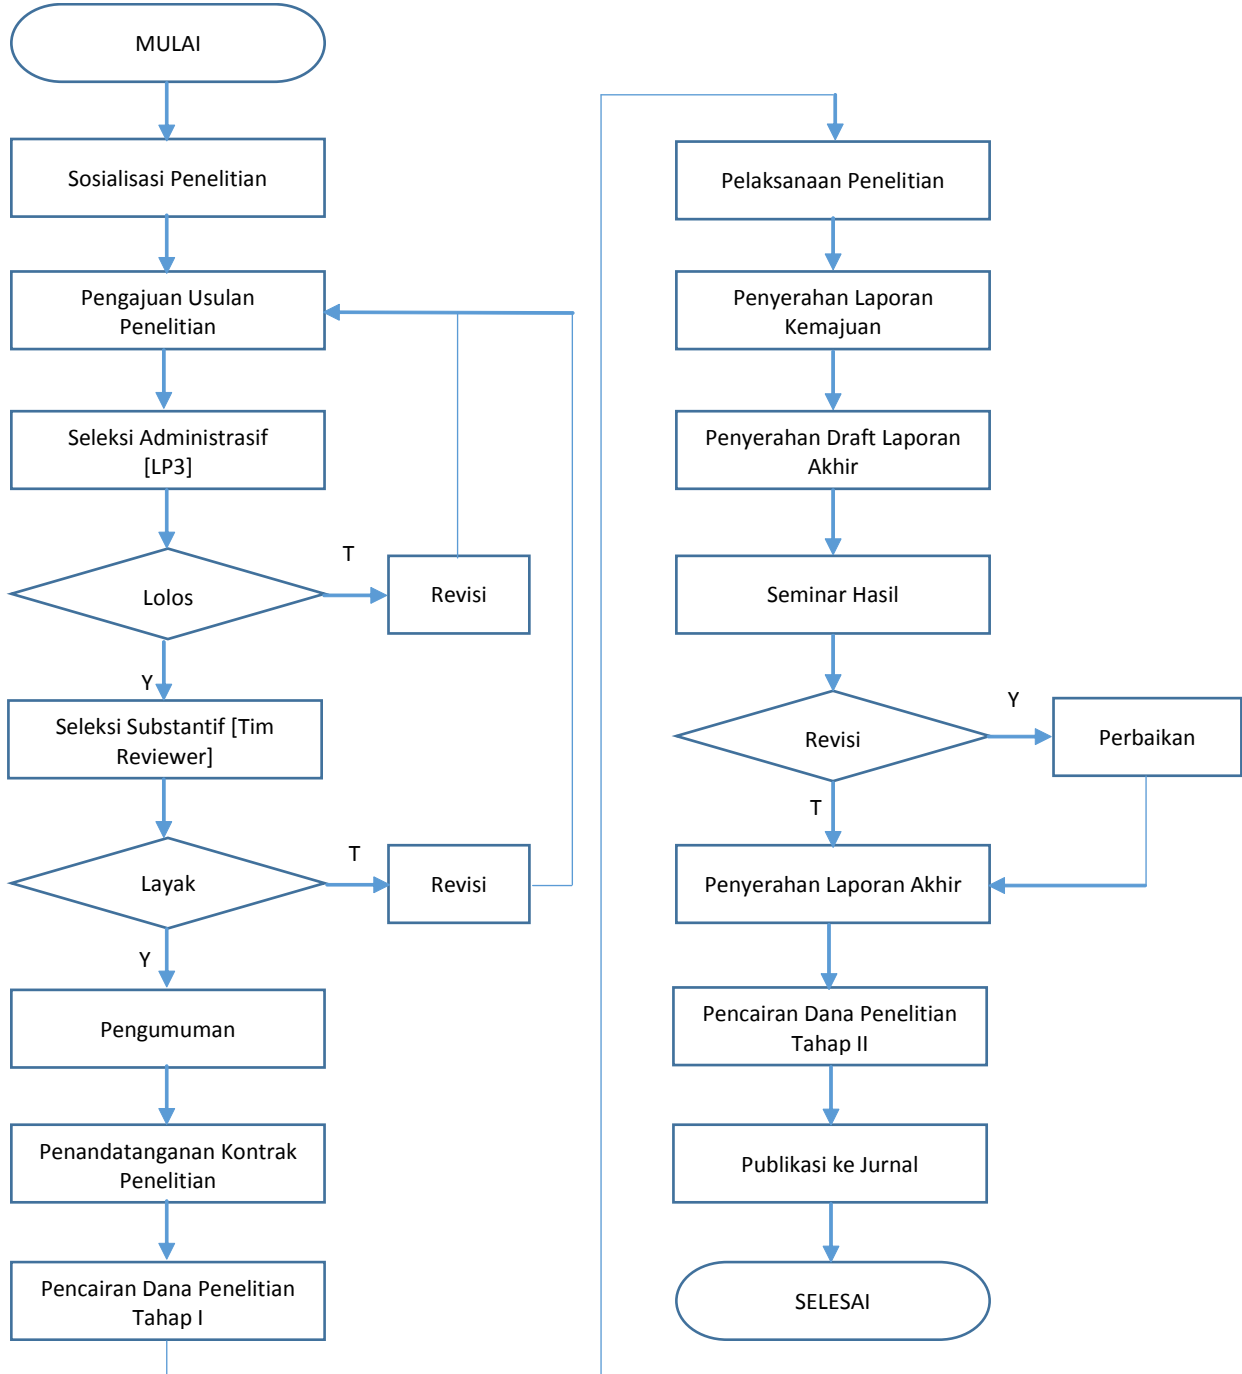 MULAI
Sosialisasi Penelitian
Pengajuan Usulan
Penelitian
Seleksi Administrasif
[LP3]
Lolos
T
Revisi
Y
Seleksi Substantif [Tim
Reviewer]
Layak
T
Revisi
Y
Pengumuman
Penandatanganan Kontrak
Penelitian
Pencairan Dana Penelitian
Tahap I
Pelaksanaan Penelitian
Penyerahan Laporan
Kemajuan
Penyerahan Draft Laporan
Akhir
Seminar Hasil
Revisi
Y
Perbaikan
T
Penyerahan Laporan Akhir
Pencairan Dana Penelitian
Tahap II
Publikasi ke Jurnal
SELESAI